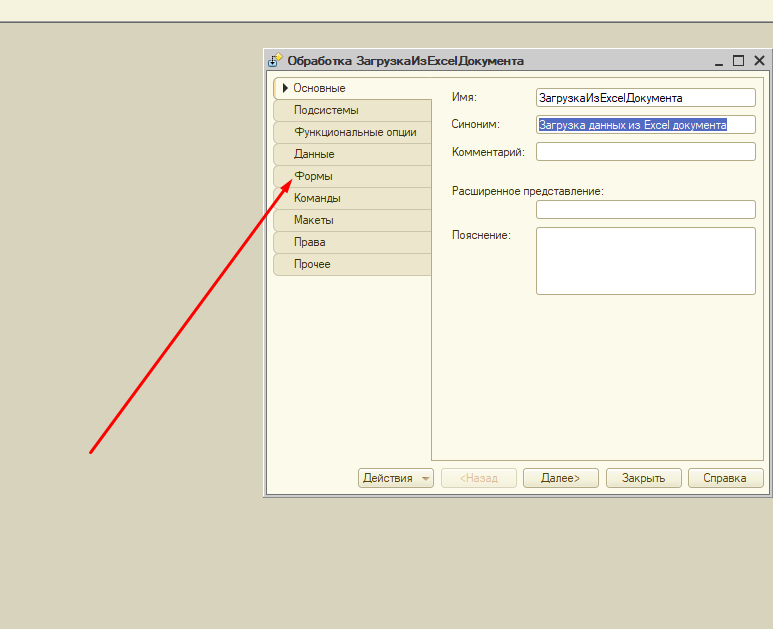 Обработка ЗагрузкаИзExcelДокумента
Основные
Подсистемы
Функциональные опции
Данные
Формы
Команды
Макеты
Права
Прочее
Имя:
ЗагрузкаИзExcelДокумента
Синоним:
Загрузка данных из Excel документа
Комментарий:
Расширенное представление:
Пояснение:
Действия
<Назад
Далее>
Закрыть
Справка